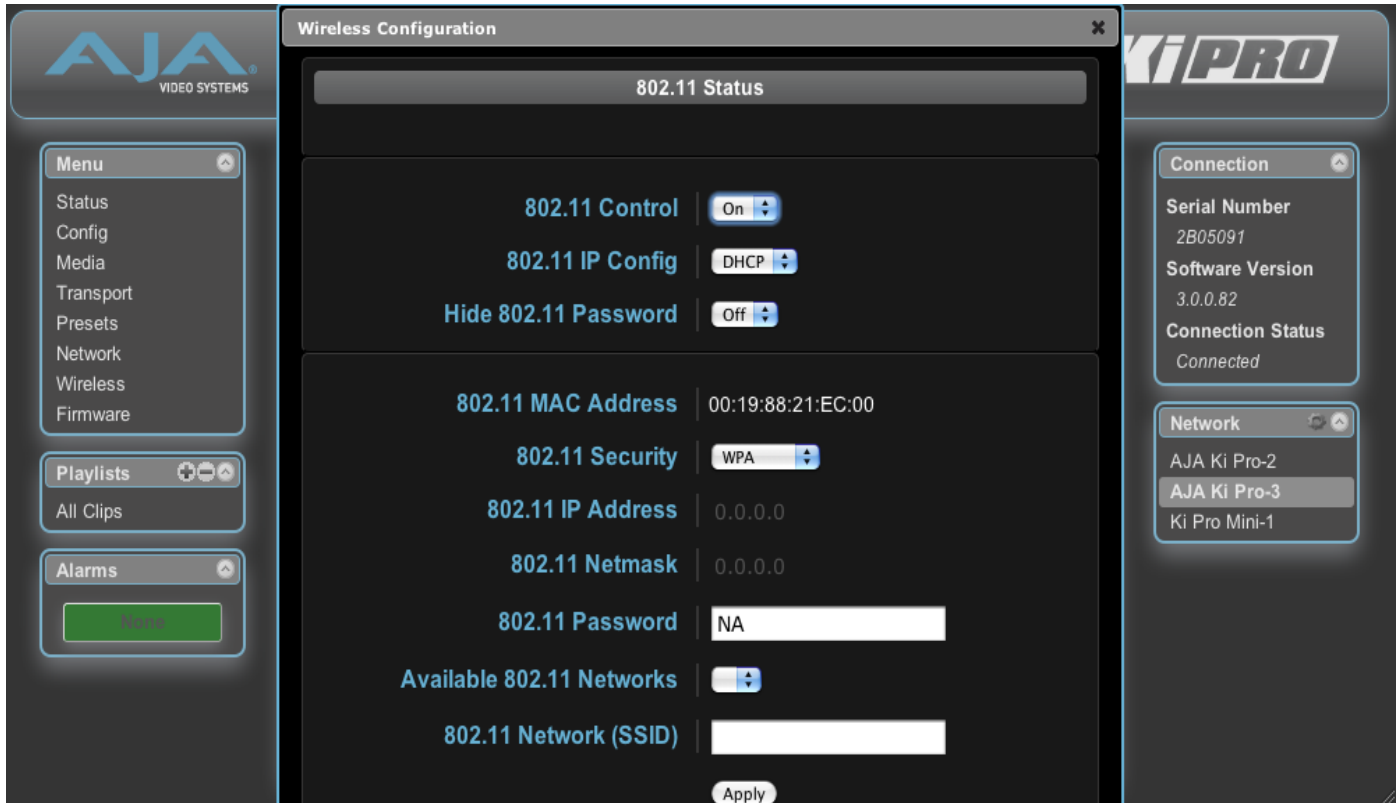 AJA
VIDEO SYSTEMS
Ki PRO
Menu
Status
Config
Media
Transport
Presets
Network
Wireless
Firmware
Playlists
All Clips
Alarms
None
Wireless Configuration
802.11 Status
802.11 Control On
802.11 IP Config DHCP
Hide 802.11 Password Off
802.11 MAC Address 00:19:88:21:EC:00
802.11 Security WPA
802.11 IP Address 0.0.0.0
802.11 Netmask 0.0.0.0
802.11 Password NA
Available 802.11 Networks
802.11 Network (SSID)
Apply
Connection
Serial Number
2B05091
Software Version
3.0.0.82
Connection Status
Connected
Network
AJA Ki Pro-2
AJA Ki Pro-3
Ki Pro Mini-1